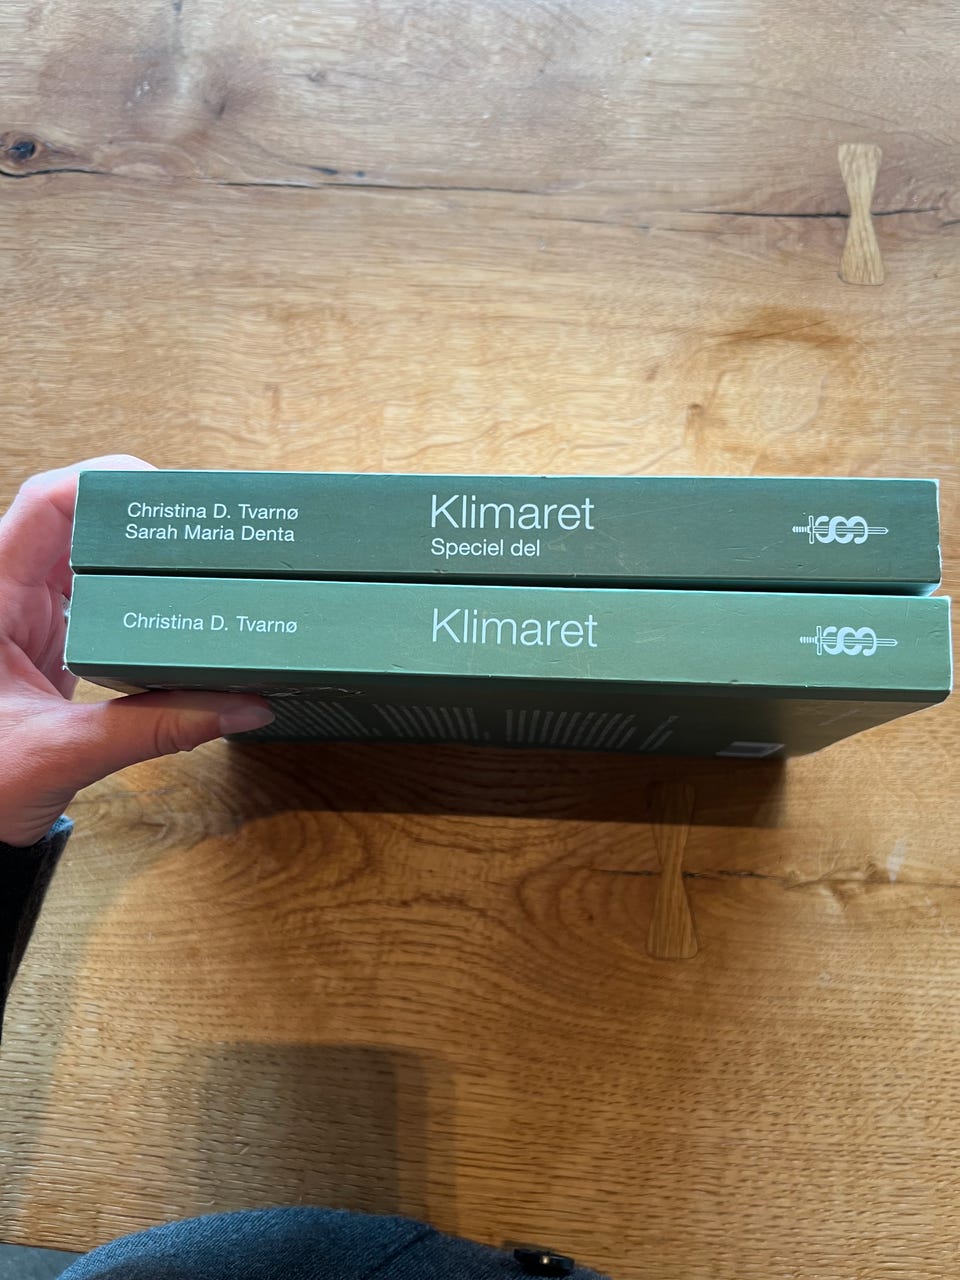 Christina D. Tvarnø
Sarah Maria Denta
Klimaret
Speciel del
Christina D. Tvarnø
Klimaret